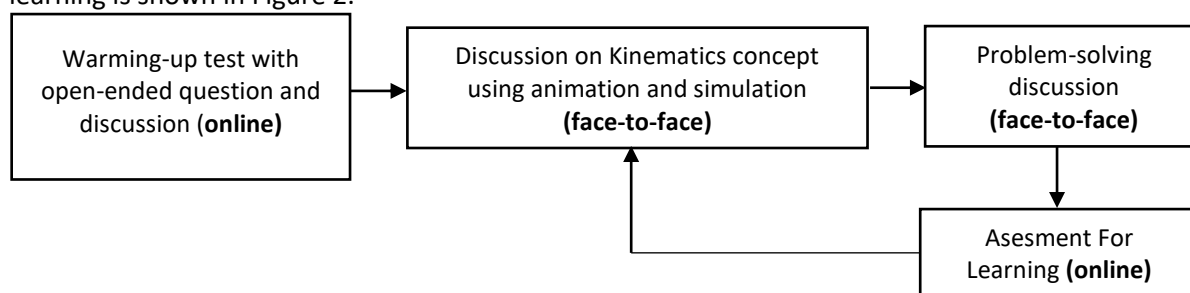 learning is shown in Figure 2.
Warming-up test with
open-ended question and
discussion (online)
Discussion on Kinematics concept
using animation and simulation
(face-to-face)
Problem-solving
discussion
(face-to-face)
Asesment For
Learning (online)